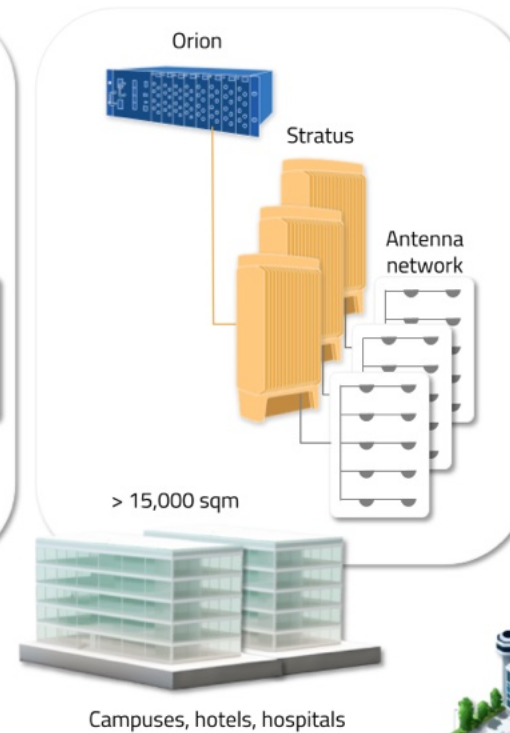 Orion
Stratus
Antenna
network
> 15,000 sqm
Campuses, hotels, hospitals